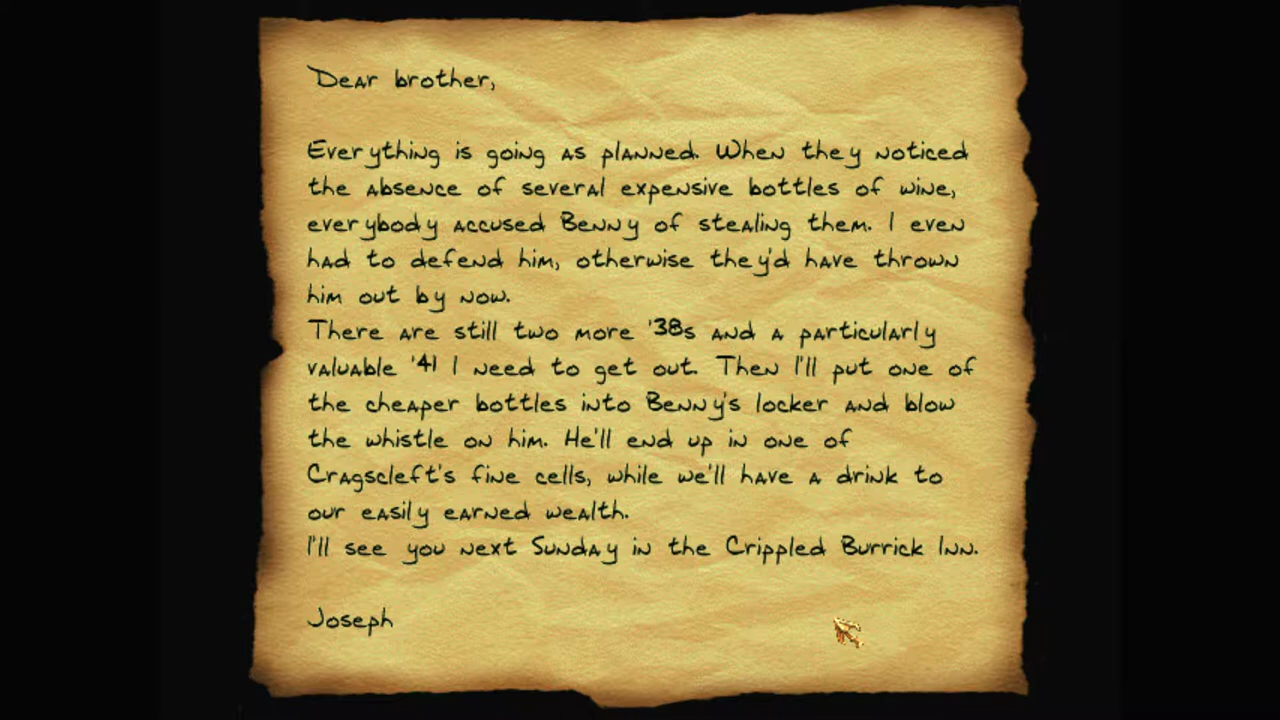 Dear brother,
Everything is going as planned. When they noticed
the absence of several expensive bottles of wine,
everybody accused Benny of stealing them. I even
had to defend him, otherwise they'd have thrown
him out by now.
There are still two more '38s and a particularly
valuable '41 I need to get out. Then I'll put one of
the cheaper bottles into Benny's locker and blow
the whistle on him. He'll end up in one of
Cragscleft's fine cells, while we'll have a drink to
our easily earned wealth.
I'll see you next Sunday in the Crippled Burrick Inn.
Joseph